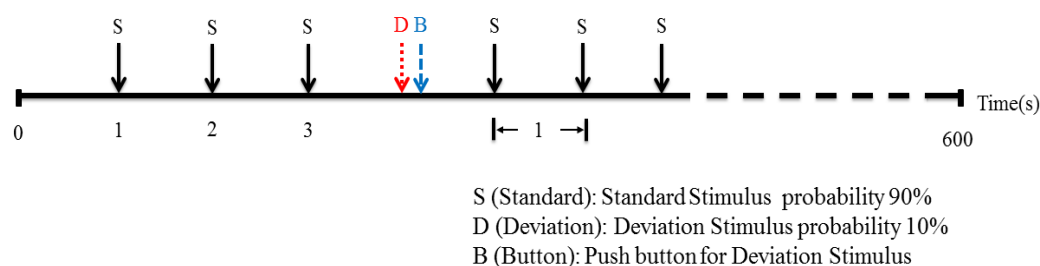 S S S D B S S S
Time(s)
0 1 2 3 1 600
S (Standard): Standard Stimulus probability 90%
D (Deviation): Deviation Stimulus probability 10%
B (Button): Push button for Deviation Stimulus